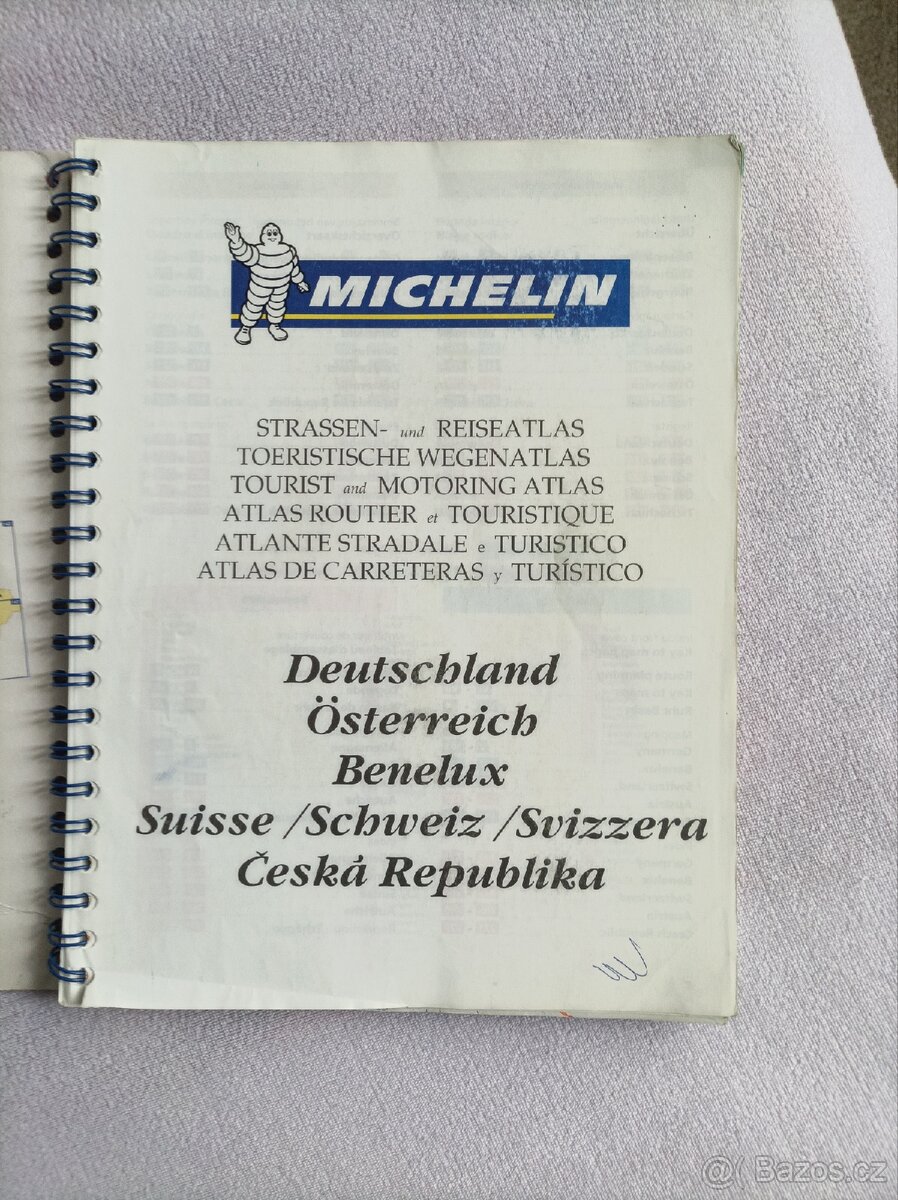 MICHELIN
STRASSEN- und REISEATLAS
TOERISTISCHE WEGENATLAS
TOURIST and MOTORING ATLAS
ATLAS ROUTIER et TOURISTIQUE
ATLANTE STRADALE e TURISTICO
ATLAS DE CARRETERAS y TURÍSTICO
Deutschland
Österreich
Benelux
Suisse /Schweiz /Svizzera
Česká Republika
@ Bazos.cz